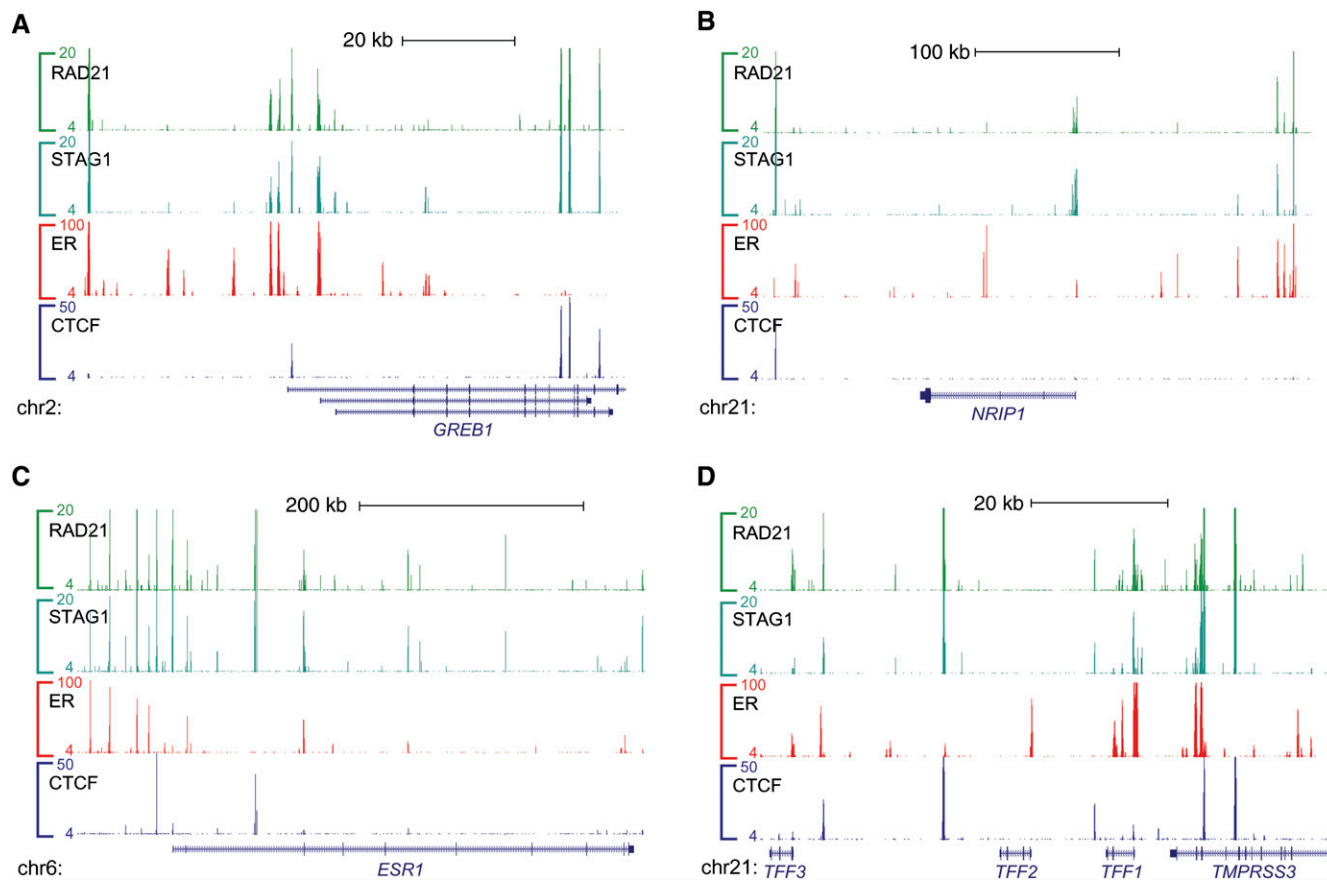 A
20 kb
20
RAD21
4
20
STAG1
4
100
ER
4
50
CTCF
4
chr2:
GREB1
B
100 kb
20
RAD21
4
20
STAG1
4
100
ER
4
50
CTCF
4
chr21:
NRIP1
C
200 kb
20
RAD21
4
20
STAG1
4
100
ER
4
50
CTCF
4
chr6:
ESR1
D
20 kb
20
RAD21
4
20
STAG1
4
100
ER
4
50
CTCF
4
chr21: TFF3 TFF2 TFF1 TMPRSS3